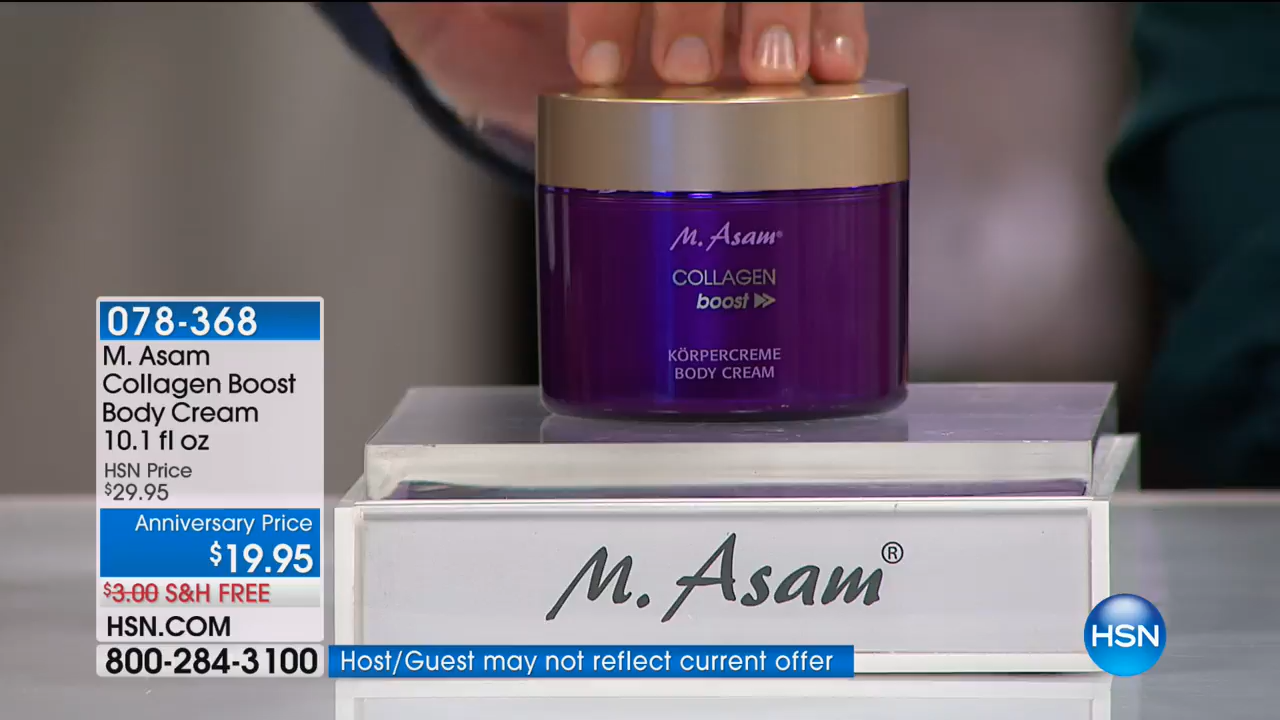 M. Asam®
COLLAGEN
boost
KÖRPERCREME
BODY CREAM
M. Asam®
078-368
M. Asam
Collagen Boost
Body Cream
10.1 fl oz
HSN Price
$29.95
Anniversary Price
$19.95
$3.00 S&H FREE
HSN.COM
800-284-3100
Host/Guest may not reflect current offer
HSN